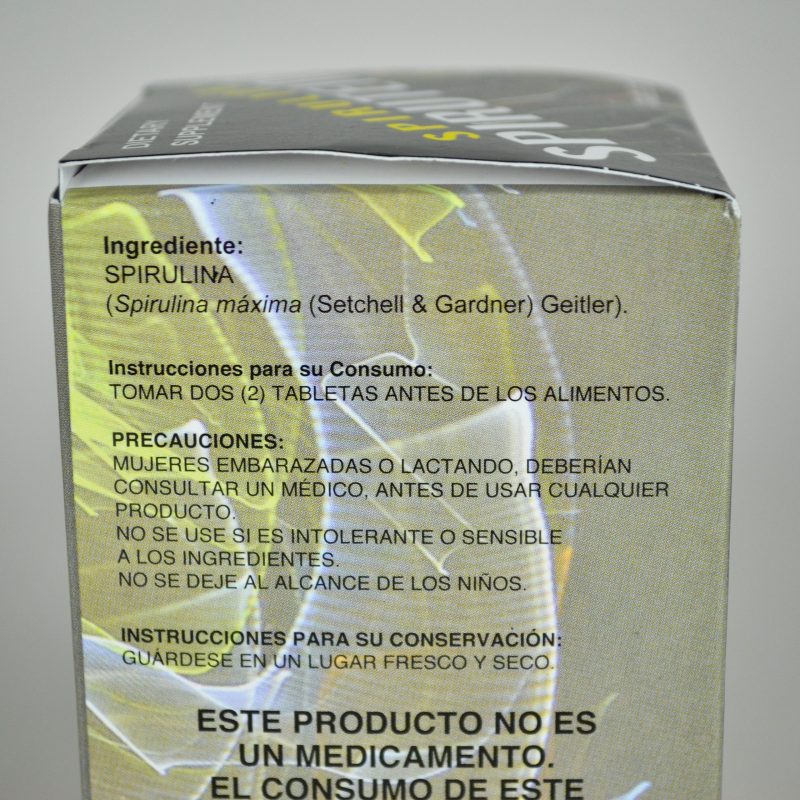 SPIRULINA
DIETARY
SUPPLEMENT
Ingrediente:
SPIRULINA
(Spirulina máxima (Setchell & Gardner) Geitler).
Instrucciones para su Consumo:
TOMAR DOS (2) TABLETAS ANTES DE LOS ALIMENTOS.
PRECAUCIONES:
MUJERES EMBARAZADAS O LACTANDO, DEBERÍAN
CONSULTAR UN MÉDICO, ANTES DE USAR CUALQUIER
PRODUCTO.
NO SE USE SI ES INTOLERANTE O SENSIBLE
A LOS INGREDIENTES.
NO SE DEJE AL ALCANCE DE LOS NIÑOS.
INSTRUCCIONES PARA SU CONSERVACIÓN:
GUÁRDESE EN UN LUGAR FRESCO Y SECO.
ESTE PRODUCTO NO ES
UN MEDICAMENTO.
EL CONSUMO DE ESTE